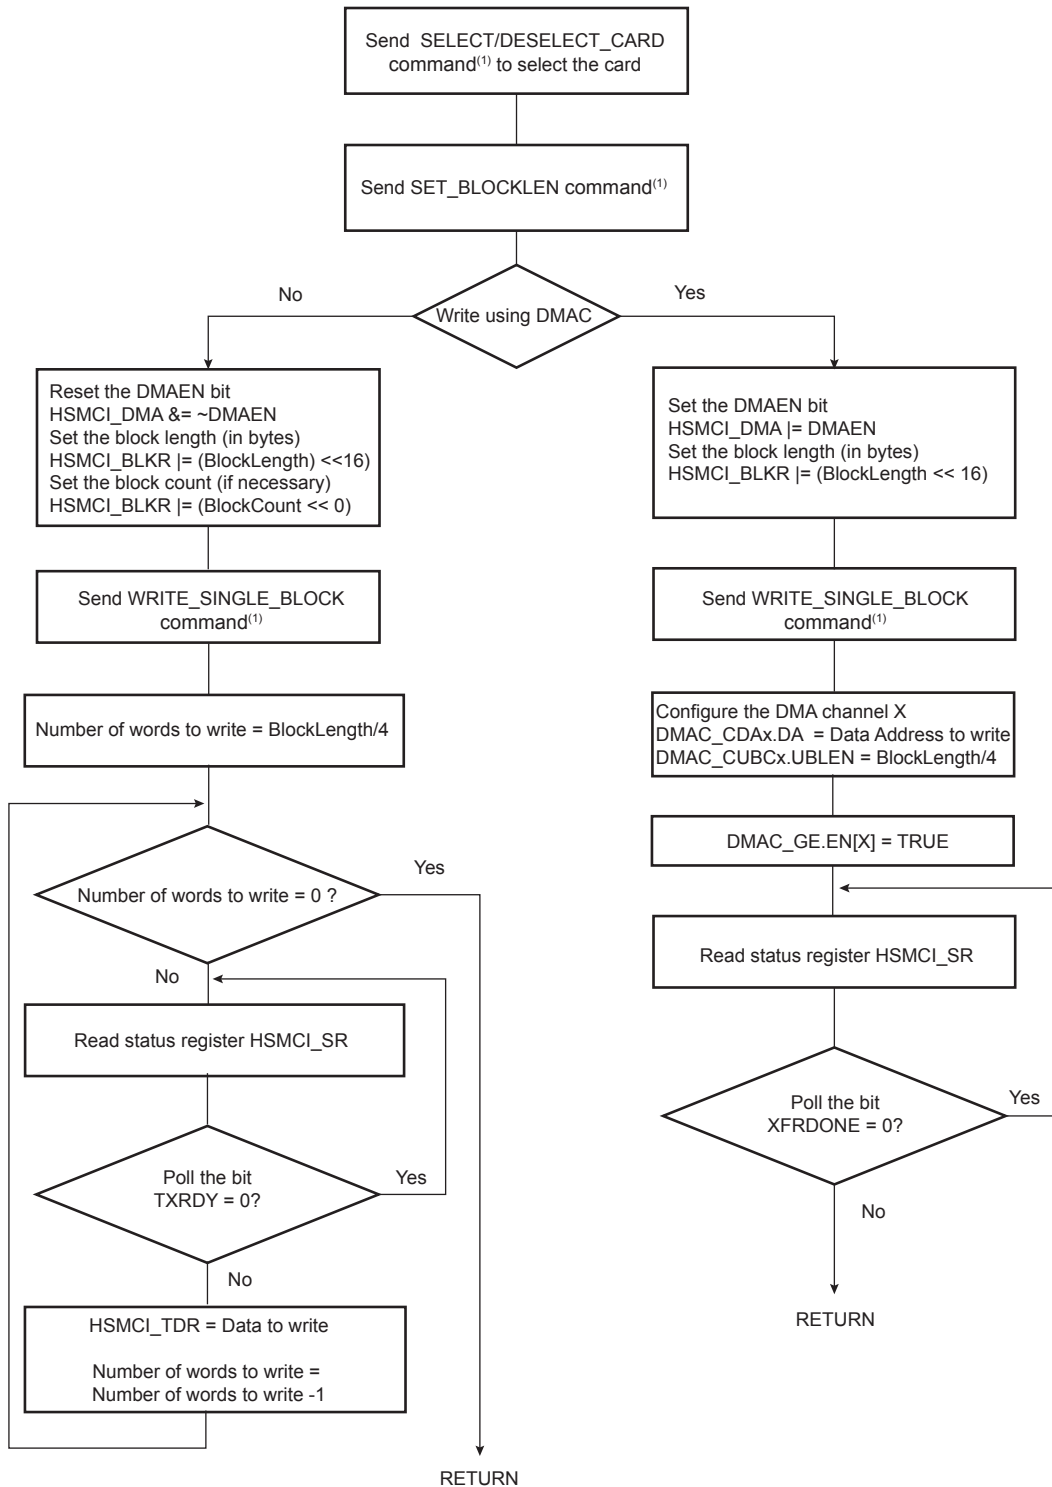 Send SELECT/DESELECT_CARD
command(1) to select the card
Send SET_BLOCKLEN command(1)
No
Yes
Write using DMAC
Reset the DMAEN bit
HSMCI_DMA &= ~DMAEN
Set the block length (in bytes)
HSMCI_BLKR |= (BlockLength) <<16)
Set the block count (if necessary)
HSMCI_BLKR |= (BlockCount << 0)
Send WRITE_SINGLE_BLOCK
command(1)
Number of words to write = BlockLength/4
Number of words to write = 0 ?
Yes
No
Read status register HSMCI_SR
Poll the bit
TXRDY = 0?
Yes
No
HSMCI_TDR = Data to write
Number of words to write =
Number of words to write -1
RETURN
Set the DMAEN bit
HSMCI_DMA |= DMAEN
Set the block length (in bytes)
HSMCI_BLKR |= (BlockLength << 16)
Send WRITE_SINGLE_BLOCK
command(1)
Configure the DMA channel X
DMAC_CDAx.DA = Data Address to write
DMAC_CUBCx.UBLEN = BlockLength/4
DMAC_GE.EN[X] = TRUE
Read status register HSMCI_SR
Poll the bit
XFRDONE = 0?
Yes
No
RETURN